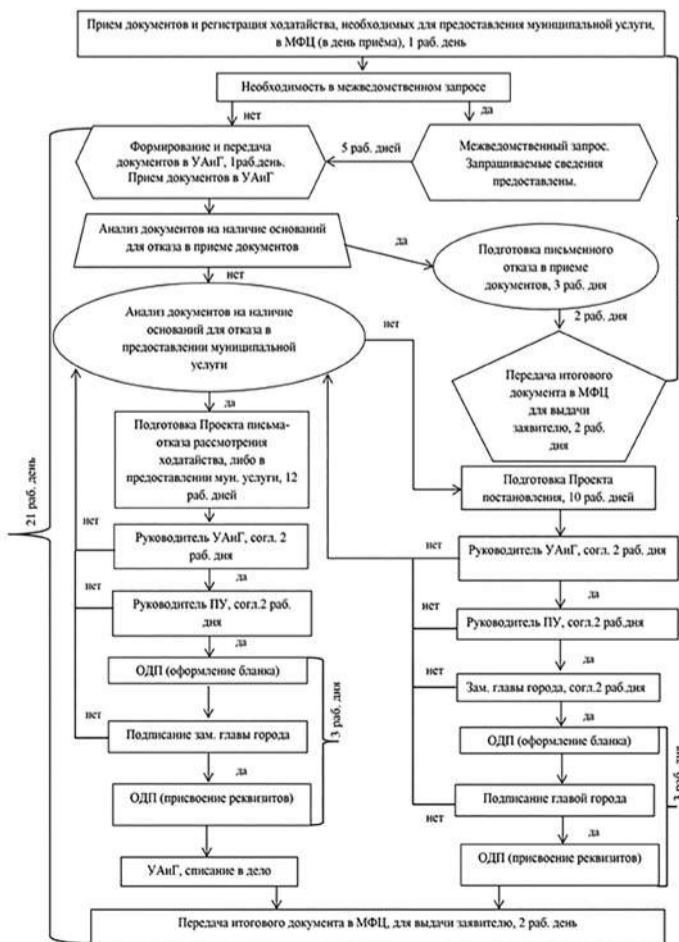 Прием документов и регистрация ходатайства, необходимых для предоставления муниципальной услуги,
в МФЦ (в день приёма), 1 раб. день
Необходимость в межведомственном запросе
нет
да
Формирование и передача
документов в УАиГ, 1раб.день.
Прием документов в УАиГ
5 раб. дней
Межведомственный запрос.
Запрашиваемые сведения
предоставлены.
Анализ документов на наличие оснований
для отказа в приеме документов
да
нет
Подготовка письменного
отказа в приеме
документов, 3 раб. дня
2 раб. дня
Анализ документов на наличие
оснований для отказа в
предоставлении муниципальной
услуги
нет
да
Передача итогового
документа в МФЦ
для выдачи
заявителю, 2 раб.
дня
Подготовка Проекта письма-
отказа рассмотрения
ходатайства, либо в
предоставлении мун. услуги, 12
раб. дней
Подготовка Проекта
постановления, 10 раб. дней
21 раб. день
нет
Руководитель УАиГ, согл. 2
раб. дня
да
нет
Руководитель ПУ, согл.2 раб.
дня
да
ОДП (оформление бланка)
нет
Подписание зам. главы города
да
ОДП (присвоение реквизитов)
3 раб. дня
УАиГ, списание в дело
нет
Руководитель УАиГ, согл. 2 раб. дня
да
нет
Руководитель ПУ, согл.2 раб.дня
да
нет
Зам. главы города, согл.2 раб.дня
да
ОДП (оформление бланка)
Подписание главой города
нет
да
ОДП (присвоение реквизитов)
3 раб. дня
Передача итогового документа в МФЦ, для выдачи заявителю, 2 раб. день